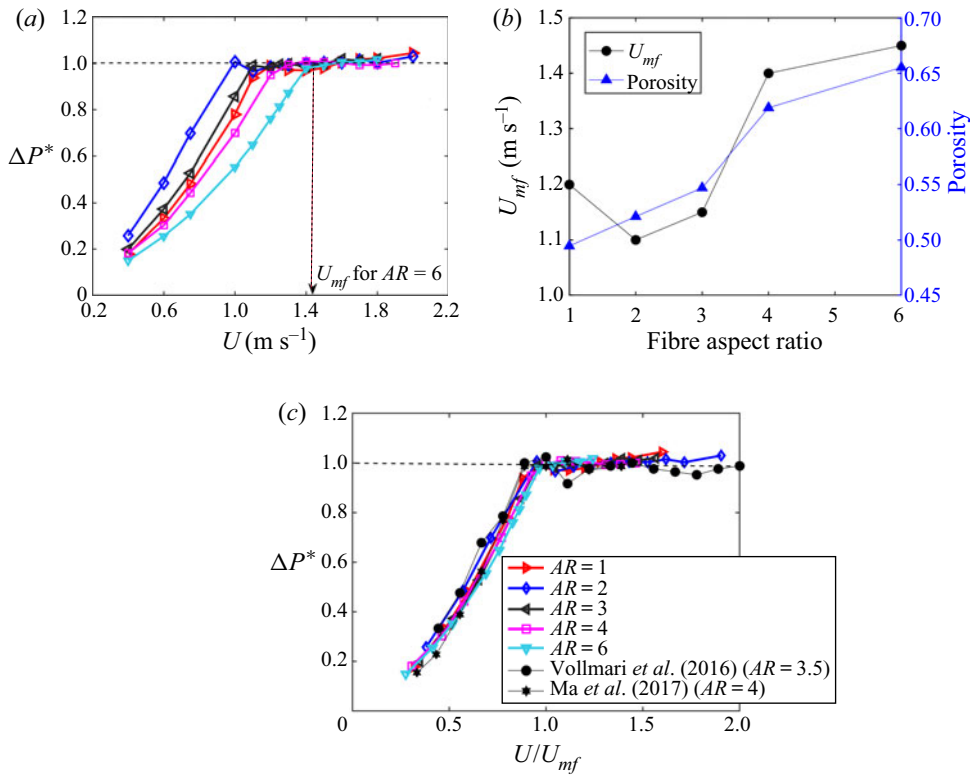 (a)
1.2
1.0
0.8
0.6
0.4
0.2
0
ΔP*
0.2 0.6 1.0 1.4 1.8 2.2
U (m s⁻¹)
U_mf for AR = 6
(b)
1.5
1.4
1.3
1.2
1.1
1.0
U_mf (m s⁻¹)
U_mf
Porosity
0.70
0.65
0.60
0.55
0.50
0.45
Porosity
1 2 3 4 5 6
Fibre aspect ratio
(c)
1.2
1.0
0.8
0.6
0.4
0.2
ΔP*
AR = 1
AR = 2
AR = 3
AR = 4
AR = 6
Vollmari et al. (2016) (AR = 3.5)
Ma et al. (2017) (AR = 4)
0 0.5 1.0 1.5 2.0
U/U_mf